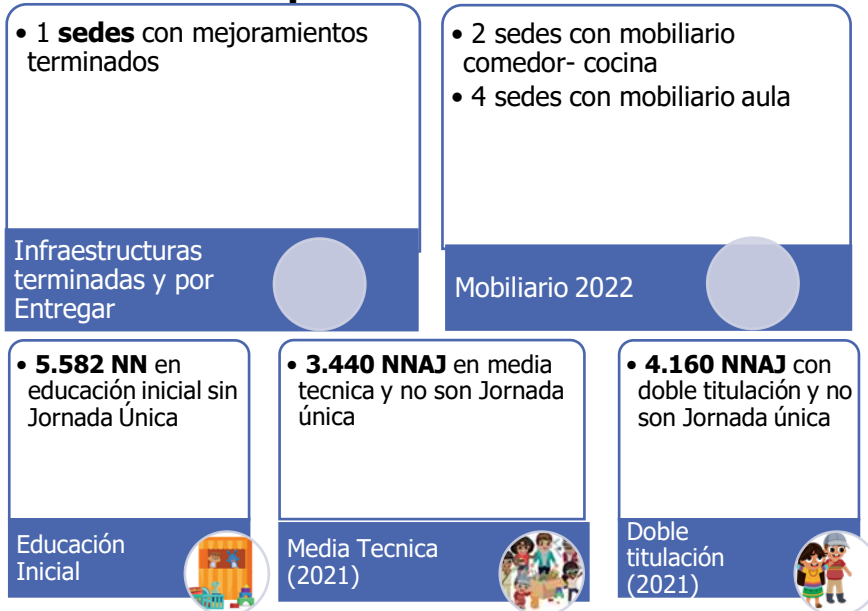 • 1 sedes con mejoramientos
terminados
Infraestructuras
terminadas y por
Entregar
• 2 sedes con mobiliario
comedor- cocina
• 4 sedes con mobiliario aula
Mobiliario 2022
• 5.582 NN en
educación inicial sin
Jornada Única
Educación
Inicial
• 3.440 NNAJ en media
tecnica y no son Jornada
única
Media Tecnica
(2021)
• 4.160 NNAJ con
doble titulación y no
son Jornada única
Doble
titulación
(2021)